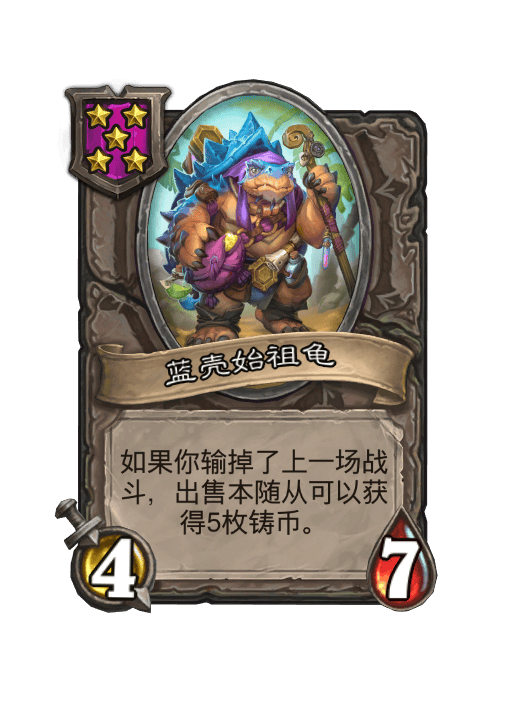 蓝壳始祖龟
如果你输掉了上一场战
斗，出售本随从可以获
得5枚铸币。
4
7